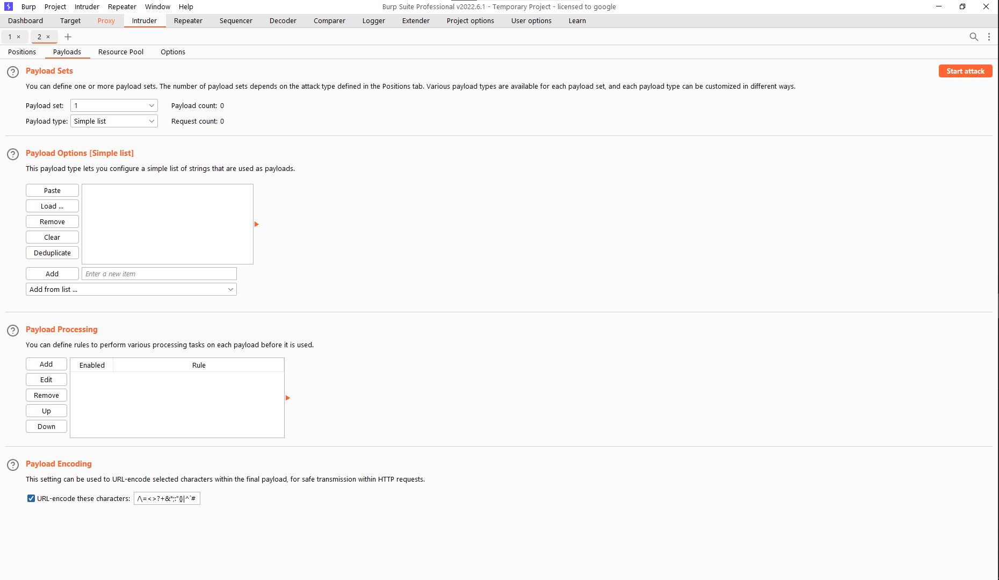 Burp Project Intruder Repeater Window Help
Burp Suite Professional v2022.6.1 - Temporary Project - licensed to google
Dashboard Target Proxy Intruder Repeater Sequencer Decoder Comparer Logger Extender Project options User options Learn
1 × 2 × +
Positions Payloads Resource Pool Options
? Payload Sets
Start attack
You can define one or more payload sets. The number of payload sets depends on the attack type defined in the Positions tab. Various payload types are available for each payload set, and each payload type can be customized in different ways.
Payload set: 1 Payload count: 0
Payload type: Simple list Request count: 0
? Payload Options [Simple list]
This payload type lets you configure a simple list of strings that are used as payloads.
Paste
Load ...
Remove
Clear
Deduplicate
Add Enter a new item
Add from list ...
? Payload Processing
You can define rules to perform various processing tasks on each payload before it is used.
Add Enabled Rule
Edit
Remove
Up
Down
? Payload Encoding
This setting can be used to URL-encode selected characters within the final payload, for safe transmission within HTTP requests.
URL-encode these characters: /\=<>?+&*;:"{}|^`#